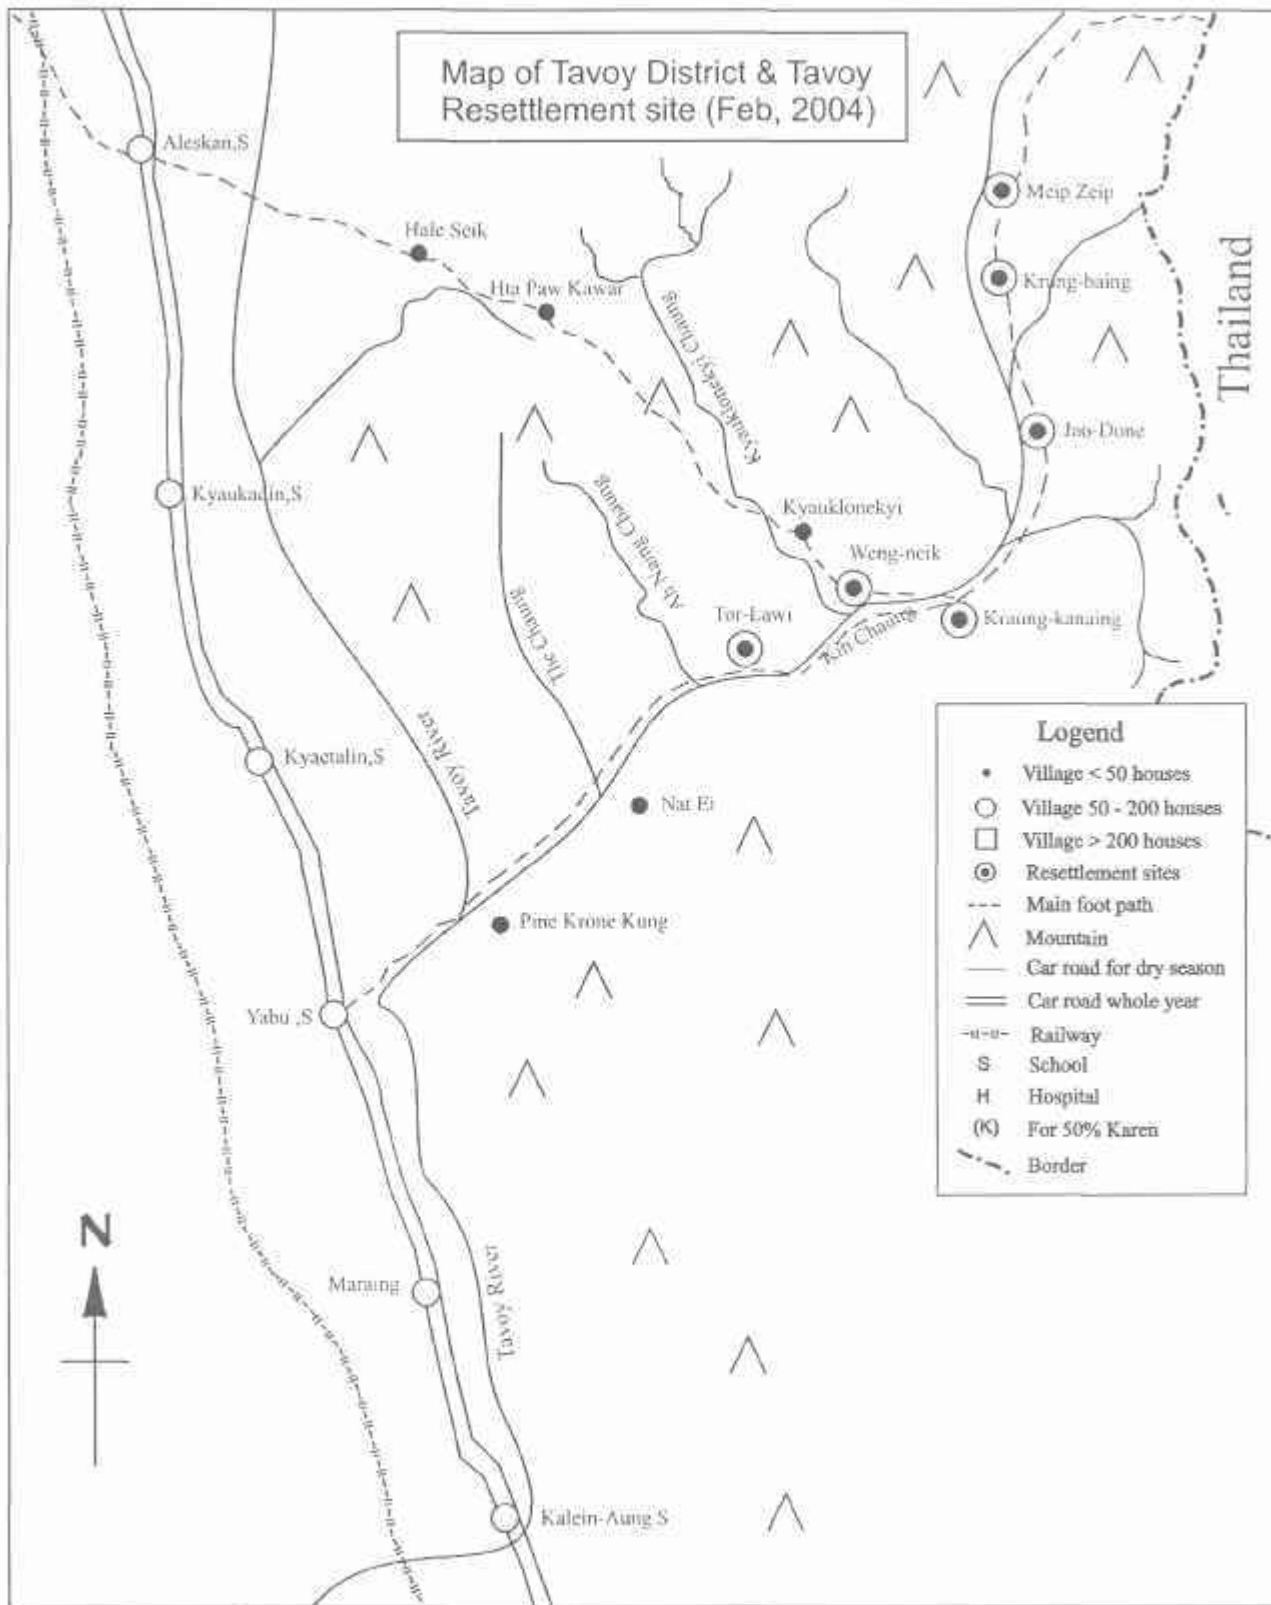 Map of Tavoy District & Tavoy
Resettlement site (Feb, 2004)
Aleskan,S
Hale Seik
Hta Paw Kawar
Kyauklonekyi Chaung
Meip Zeip
Krung-baing
Thailand
Jao-Done
Kyaukadin,S
Ah Naing Chaung
Kyauklonekyi
Weng-neik
The Chaung
Tor-Lawi
Kin Chaung
Kraung-kanaing
Tavoy River
Kyaetalin,S
Nat Ei
Pine Krone Kung
Yabu ,S
Legend
Village < 50 houses
Village 50 - 200 houses
Village > 200 houses
Resettlement sites
Main foot path
Mountain
Car road for dry season
Car road whole year
Railway
S School
H Hospital
(K) For 50% Karen
Border
N
Maraing
Tavoy River
Kalein-Aung S